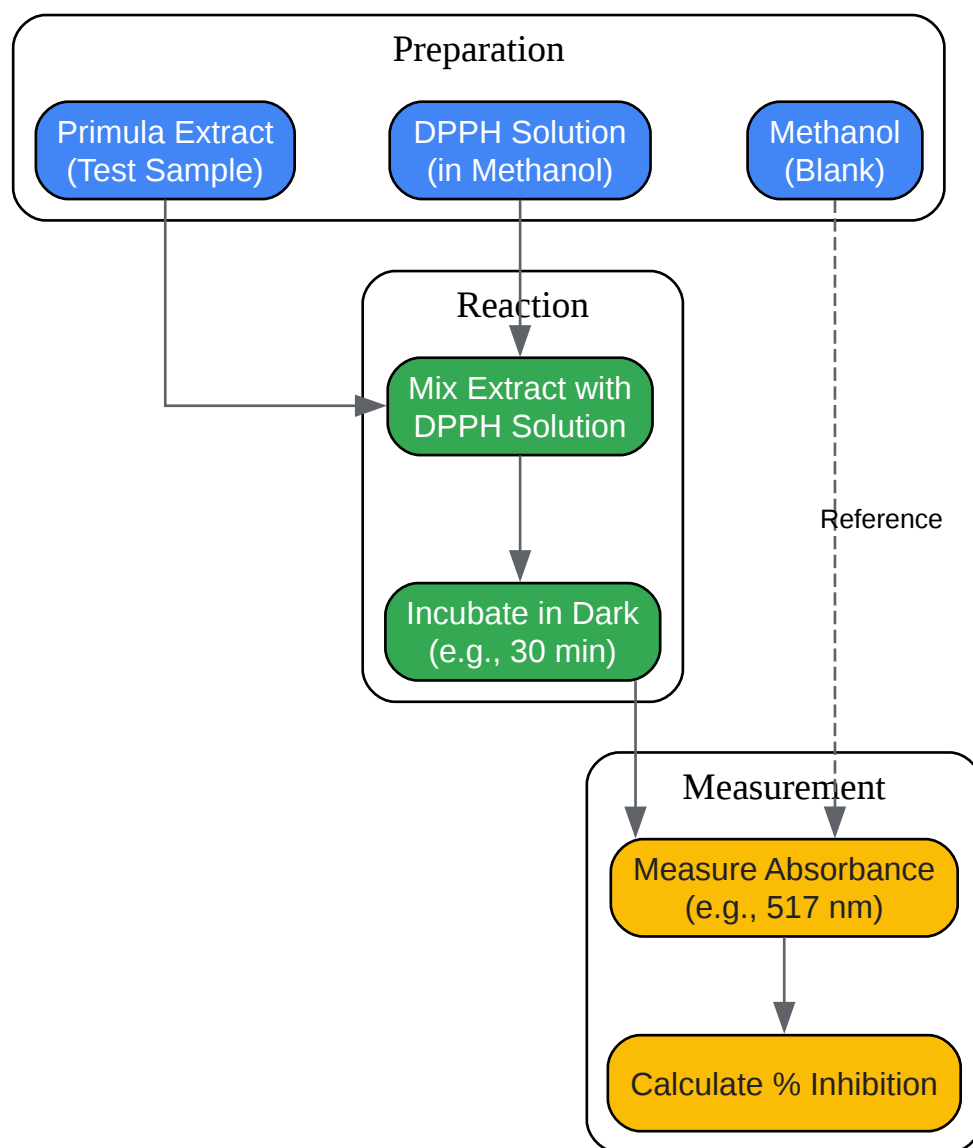 Preparation
Primula Extract
(Test Sample)
DPPH Solution
(in Methanol)
Methanol
(Blank)
Reaction
Mix Extract with
DPPH Solution
Reference
Incubate in Dark
(e.g., 30 min)
Measurement
Measure Absorbance
(e.g., 517 nm)
Calculate % Inhibition